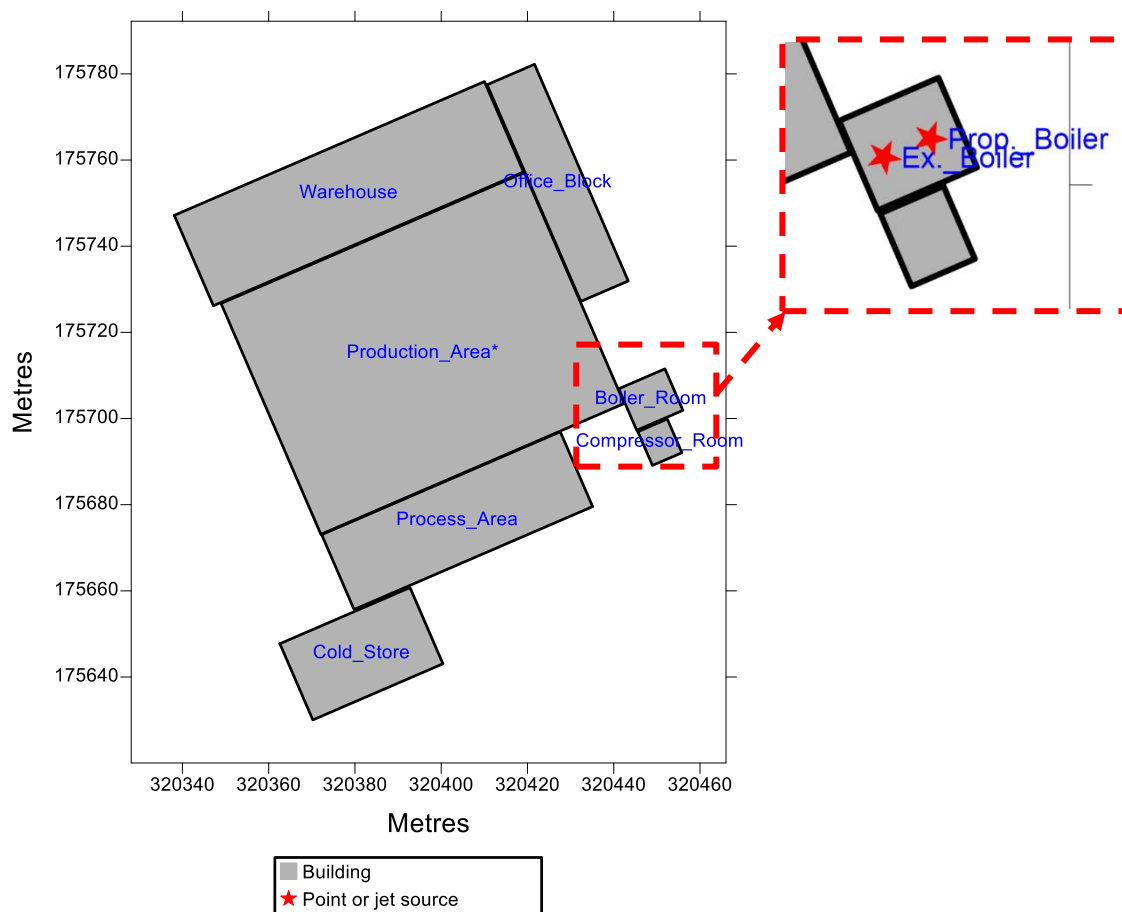 175780
175760
175740
175720
175700
175680
175660
175640
Metres
Warehouse
Office_Block
Production_Area*
Boiler_Room
Compressor_Room
Process_Area
Cold_Store
320340 320360 320380 320400 320420 320440 320460
Metres
Prop._Boiler
Ex._Boiler
Building
Point or jet source